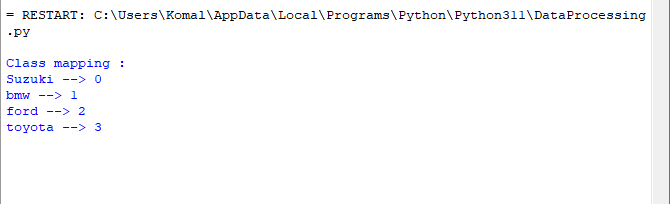 = RESTART: C:\Users\Komal\AppData\Local\Programs\Python\Python311\DataProcessing
.py
Class mapping :
Suzuki --> 0
bmw --> 1
ford --> 2
toyota --> 3